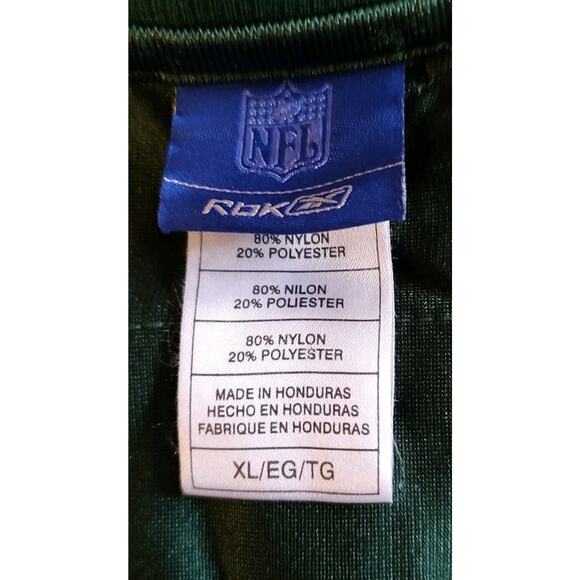 NFL
RBK
80% NYLON
20% POLYESTER
80% NILON
20% POLIESTER
80% NYLON
20% POLYESTER
MADE IN HONDURAS
HECHO EN HONDURAS
FABRIQUE EN HONDURAS
XL/EG/TG